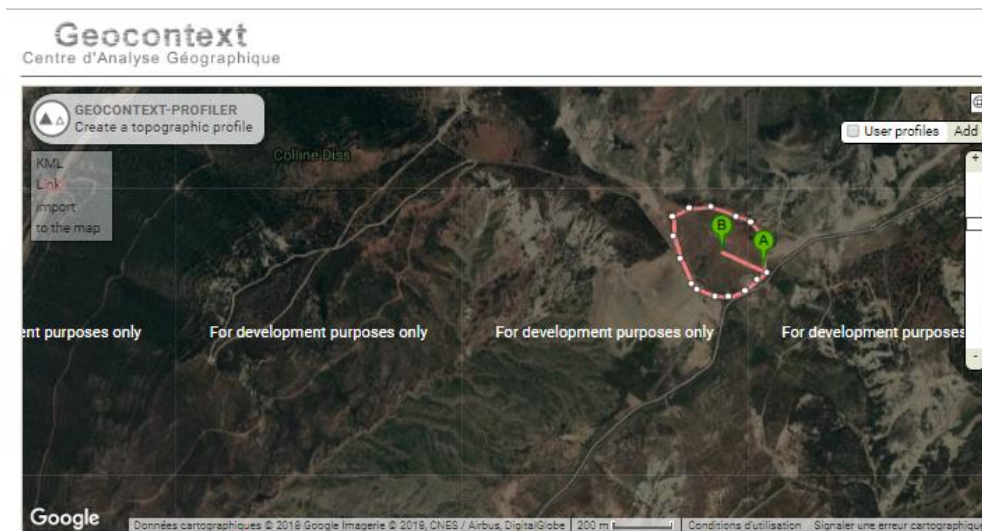 Geocontext
Centre d'Analyse Géographique
GEOCONTEXT-PROFILER
Create a topographic profile
User profiles Add
KML
Link
import
to the map
Colline Diss
+
B
A
ent purposes only For development purposes only For development purposes only For development purposes
-
Google
Données cartographiques © 2018 Google Imagerie © 2018, CNES / Airbus, DigitalGlobe 200 m Conditions d'utilisation Signaler une erreur cartographique